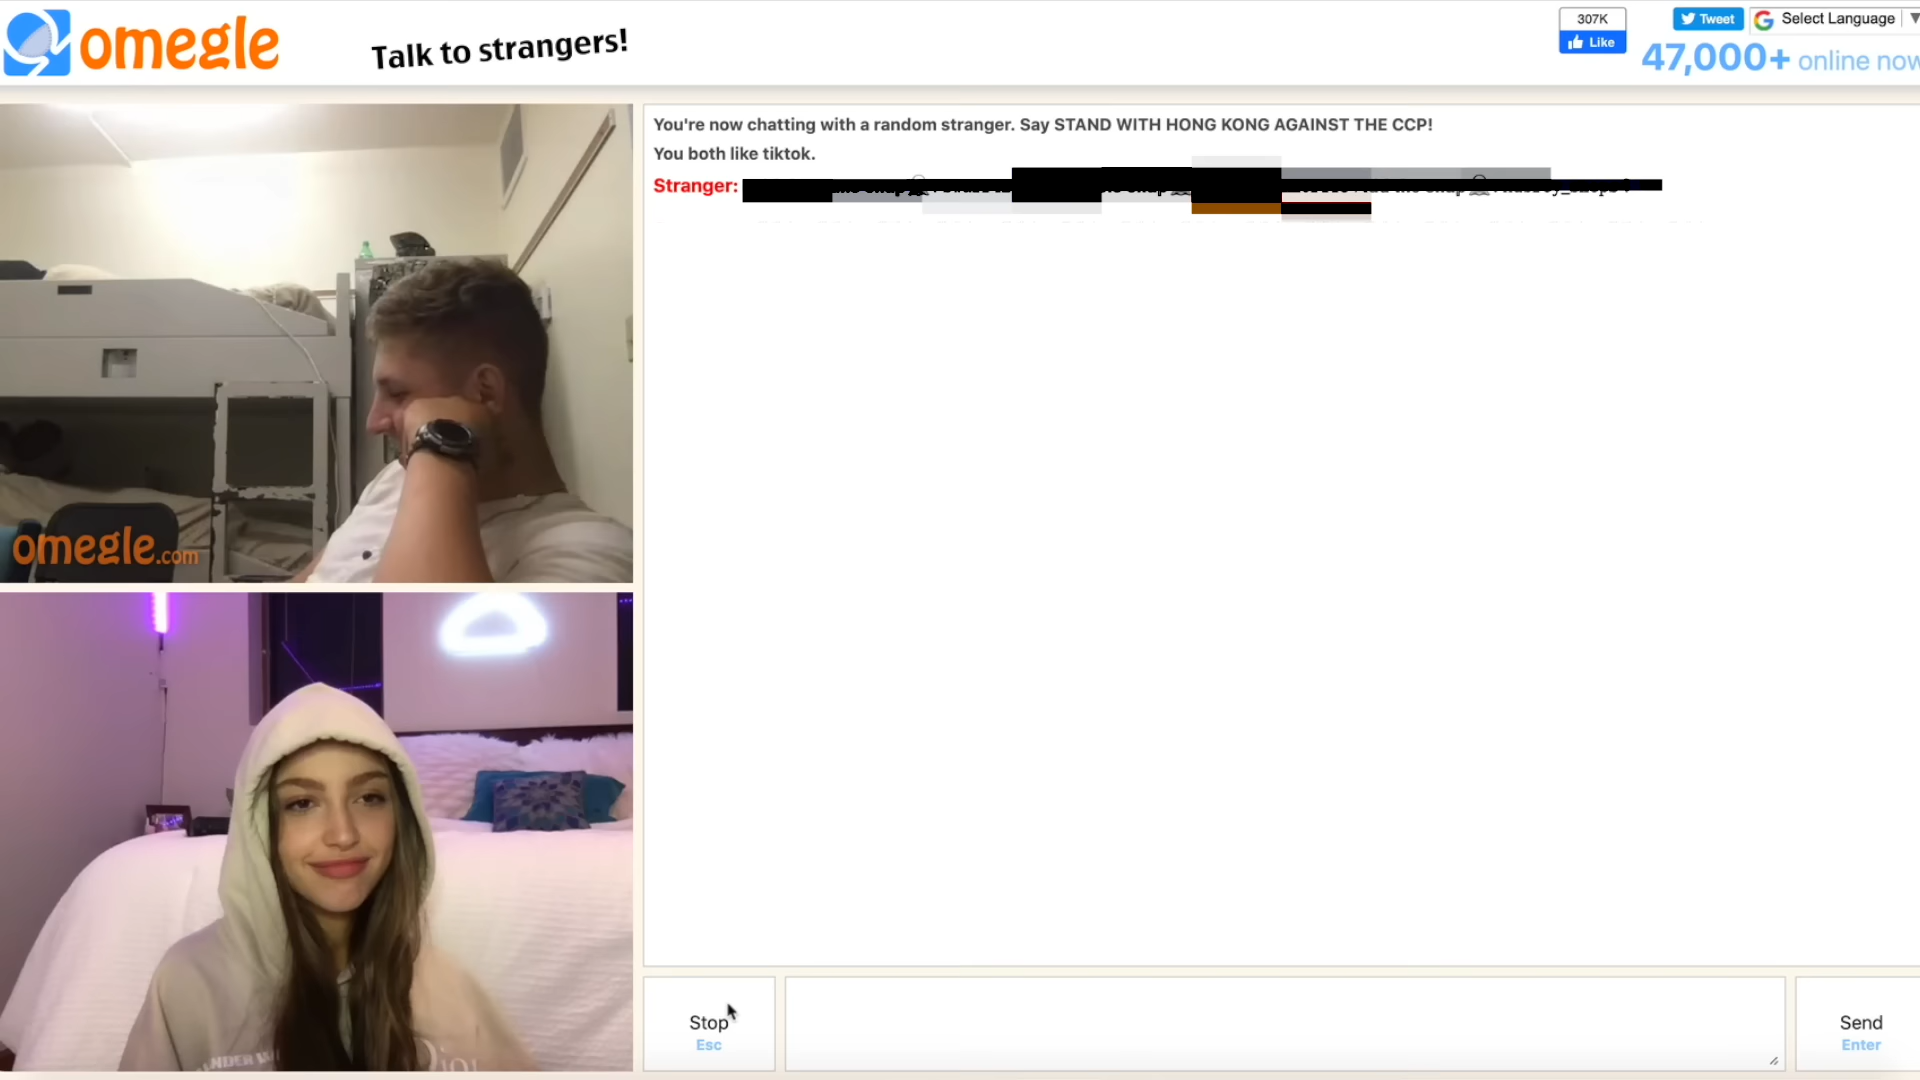 omegle
Talk to strangers!
307K
Like
Tweet
Select Language
47,000+ online now
You're now chatting with a random stranger. Say STAND WITH HONG KONG AGAINST THE CCP!
You both like tiktok.
Stranger:
omegle.com
Stop
Esc
Send
Enter